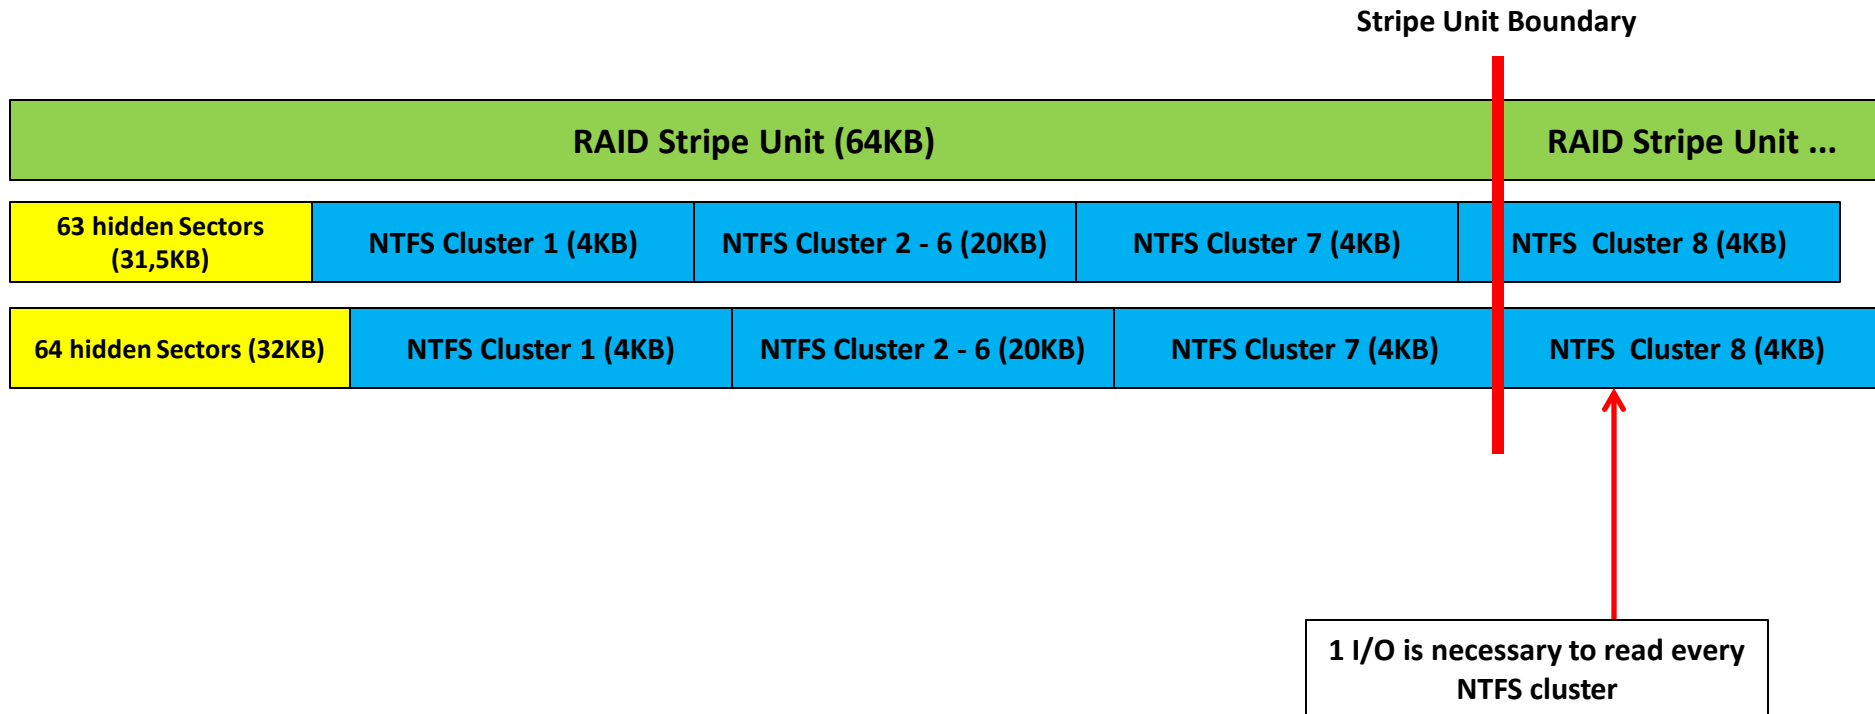 Stripe Unit Boundary
RAID Stripe Unit (64KB)
RAID Stripe Unit ...
63 hidden Sectors
(31,5KB)
NTFS Cluster 1 (4KB)
NTFS Cluster 2 - 6 (20KB)
NTFS Cluster 7 (4KB)
NTFS Cluster 8 (4KB)
64 hidden Sectors (32KB)
NTFS Cluster 1 (4KB)
NTFS Cluster 2 - 6 (20KB)
NTFS Cluster 7 (4KB)
NTFS Cluster 8 (4KB)
1 I/O is necessary to read every
NTFS cluster